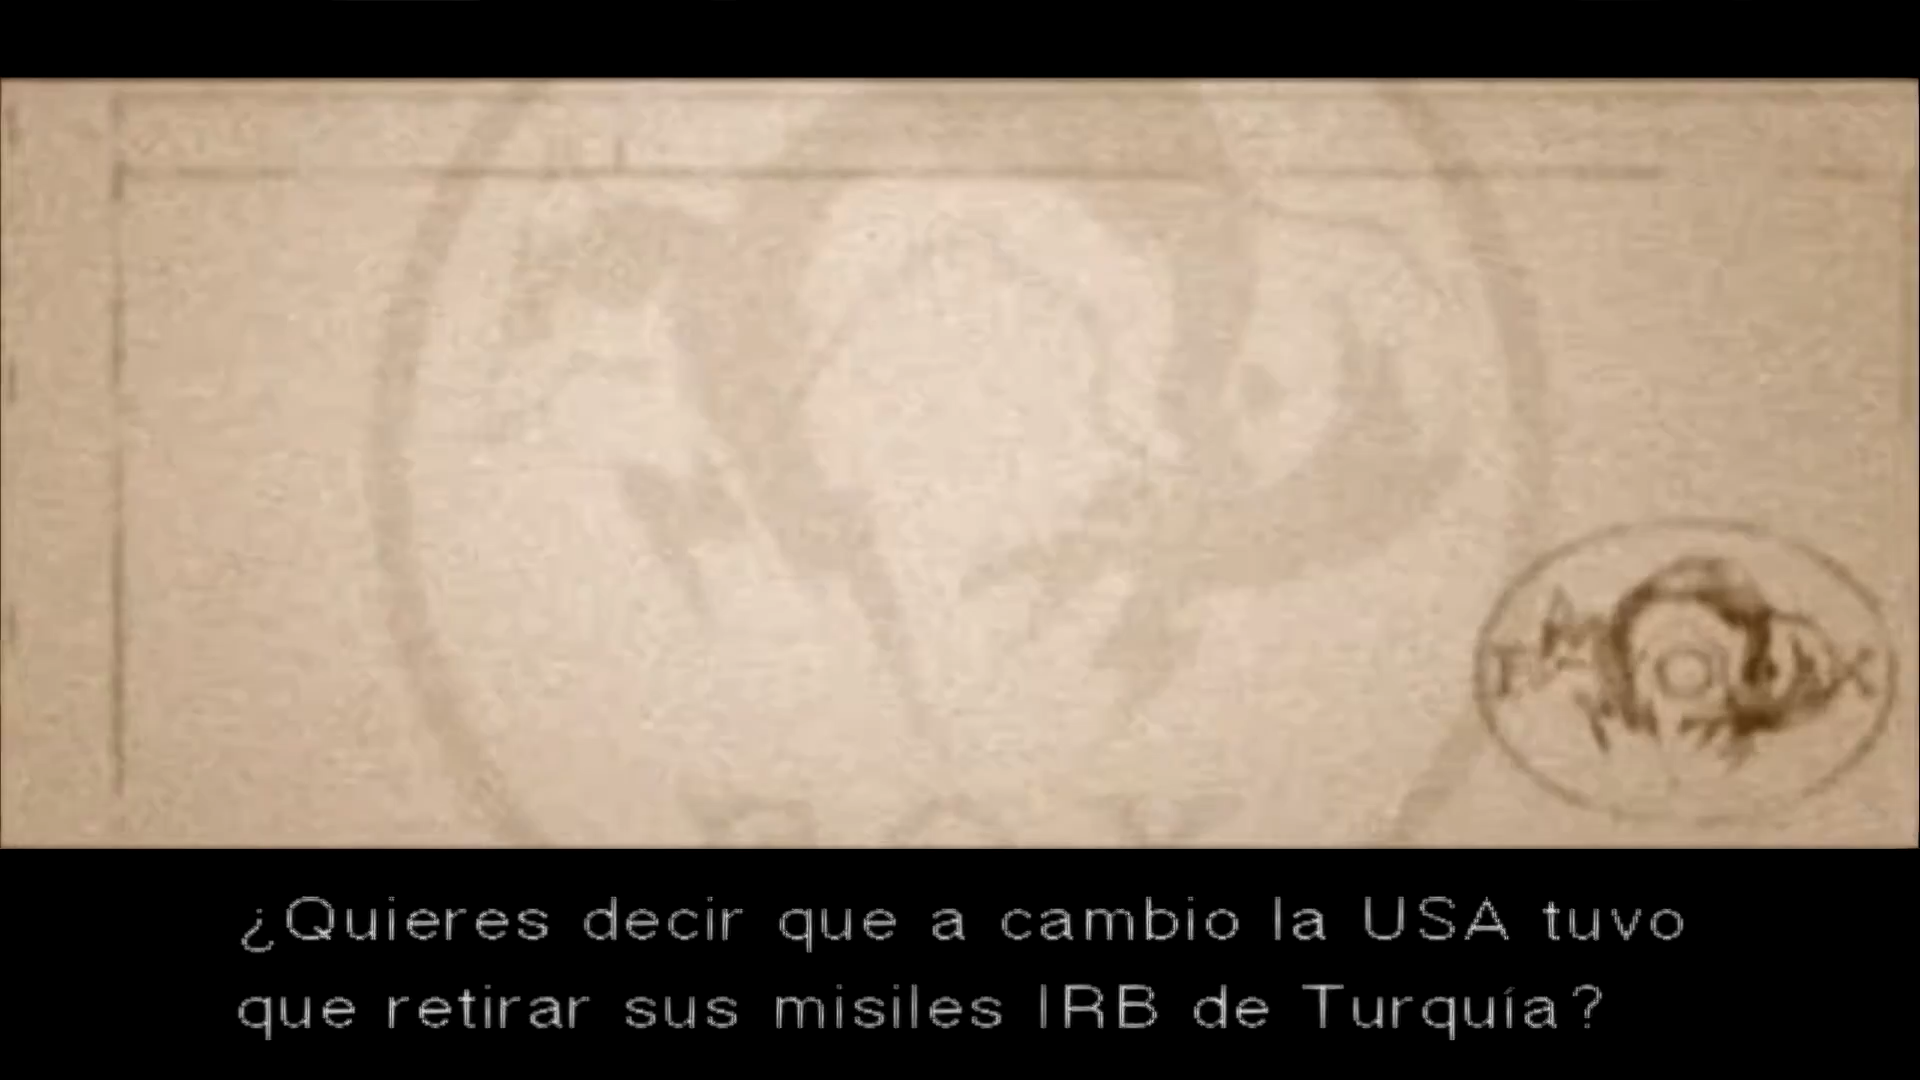 ¿Quieres decir que a cambio la USA tuvo
que retirar sus misiles IRB de Turquía?